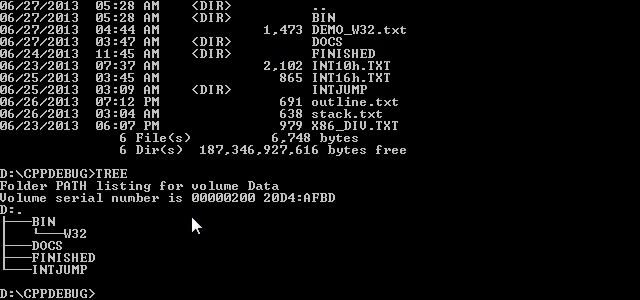 06/27/2013  05:28 AM    <DIR>          ..
06/27/2013  05:28 AM    <DIR>          BIN
06/27/2013  04:44 AM             1,473 DEMO_W32.txt
06/27/2013  03:47 AM    <DIR>          DOCS
06/24/2013  11:45 AM    <DIR>          FINISHED
06/23/2013  07:37 AM             2,102 INT10h.TXT
06/25/2013  03:45 AM               865 INT16h.TXT
06/25/2013  03:09 AM    <DIR>          INTJUMP
06/26/2013  07:12 PM               691 outline.txt
06/26/2013  03:04 AM               638 stack.txt
06/23/2013  06:07 PM               979 X86_DIV.TXT
               6 File(s)          6,748 bytes
               6 Dir(s)  187,346,927,616 bytes free

D:\CPPDEBUG>TREE
Folder PATH listing for volume Data
Volume serial number is 00000200 20D4:AFBD
D:.
├───BIN
│   └───W32
├───DOCS
├───FINISHED
└───INTJUMP

D:\CPPDEBUG>